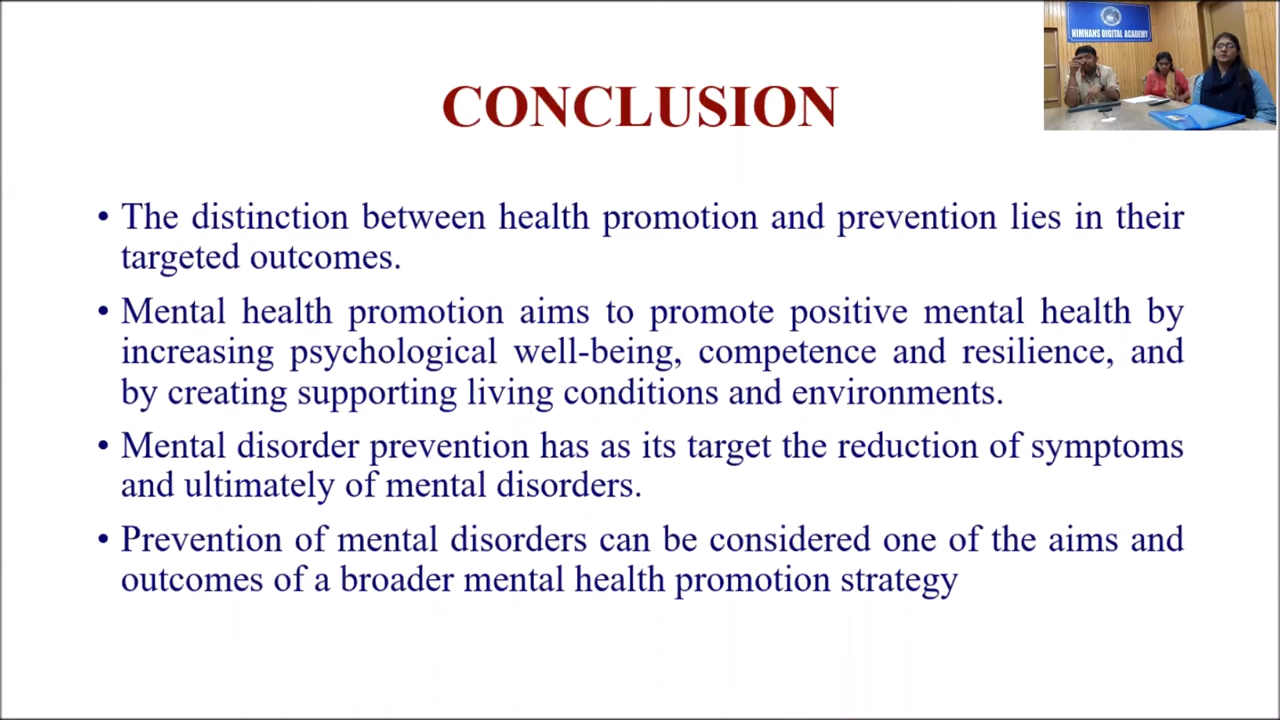 NIMHANS DIGITAL ACADEMY
CONCLUSION
• The distinction between health promotion and prevention lies in their
targeted outcomes.
• Mental health promotion aims to promote positive mental health by
increasing psychological well-being, competence and resilience, and
by creating supporting living conditions and environments.
• Mental disorder prevention has as its target the reduction of symptoms
and ultimately of mental disorders.
• Prevention of mental disorders can be considered one of the aims and
outcomes of a broader mental health promotion strategy